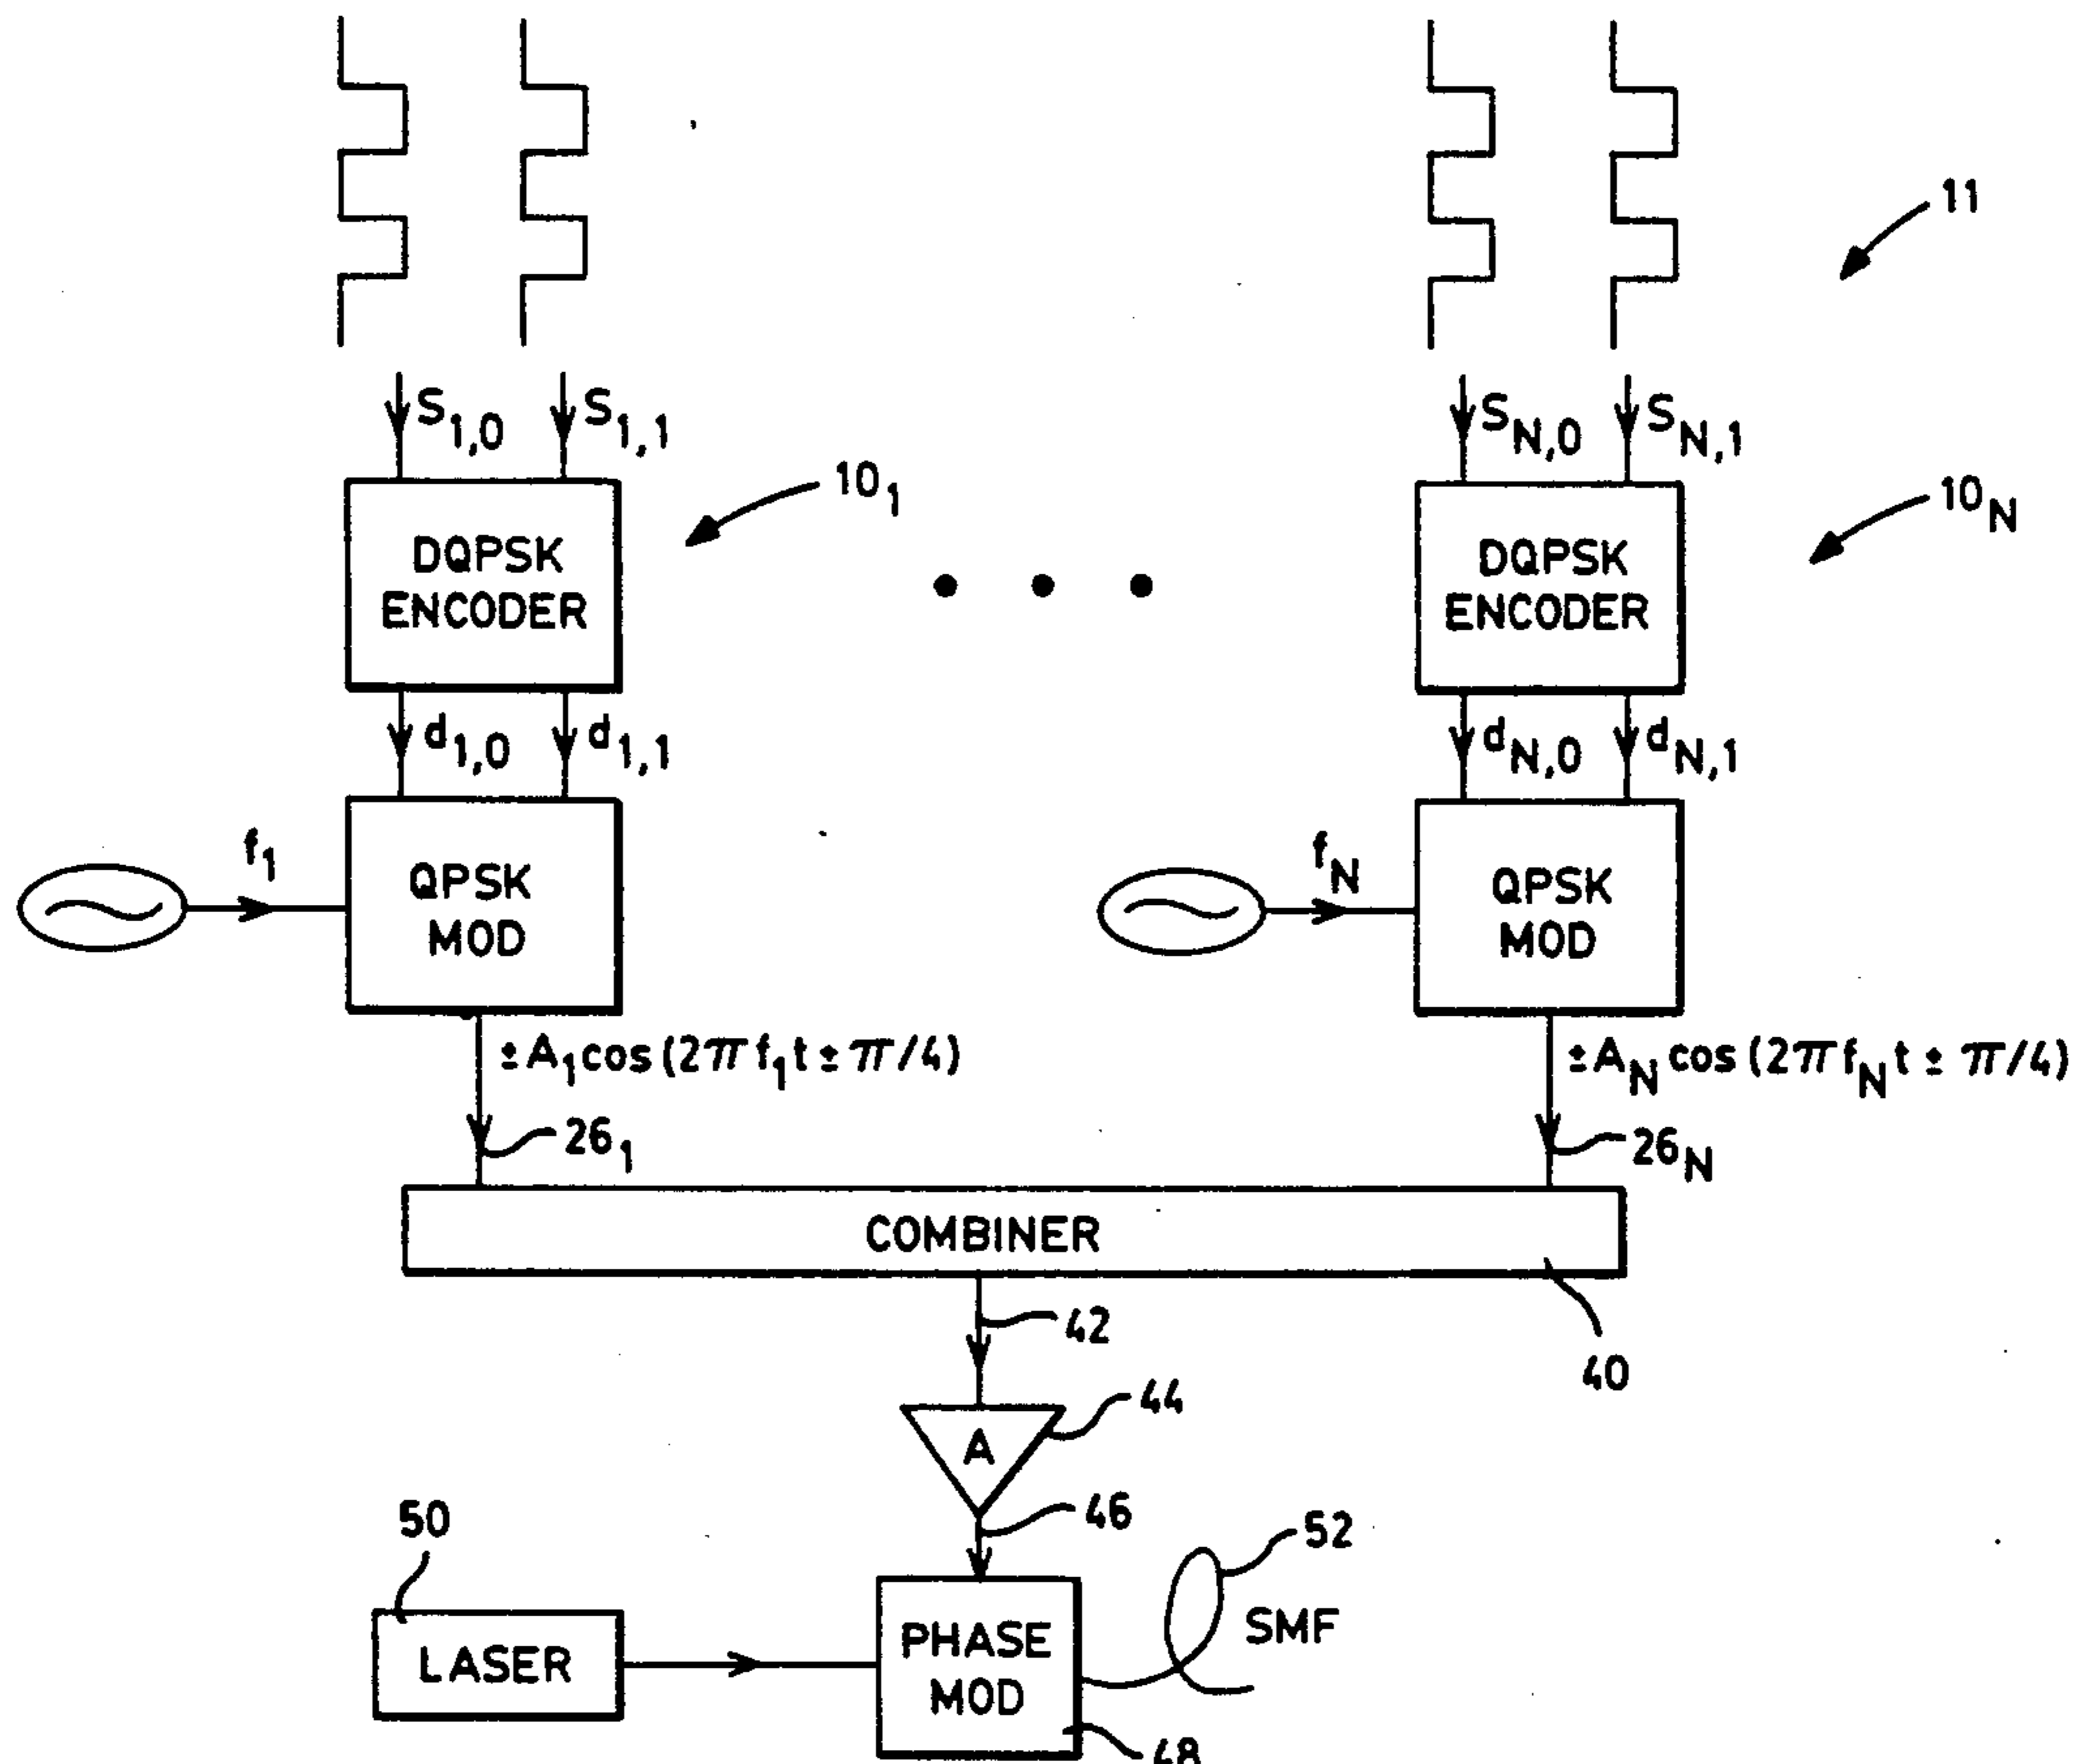 11
S1,0 S1,1 SN,0 SN,1
101 10N
DQPSK ENCODER
DQPSK ENCODER
d1,0 d1,1 dN,0 dN,1
f1 fN
QPSK MOD
QPSK MOD
±A1cos(2πf1t±π/4) ±ANcos(2πfNt±π/4)
261 26N
COMBINER
42
40
44
A
46
50
52
LASER
PHASE MOD
SMF
48